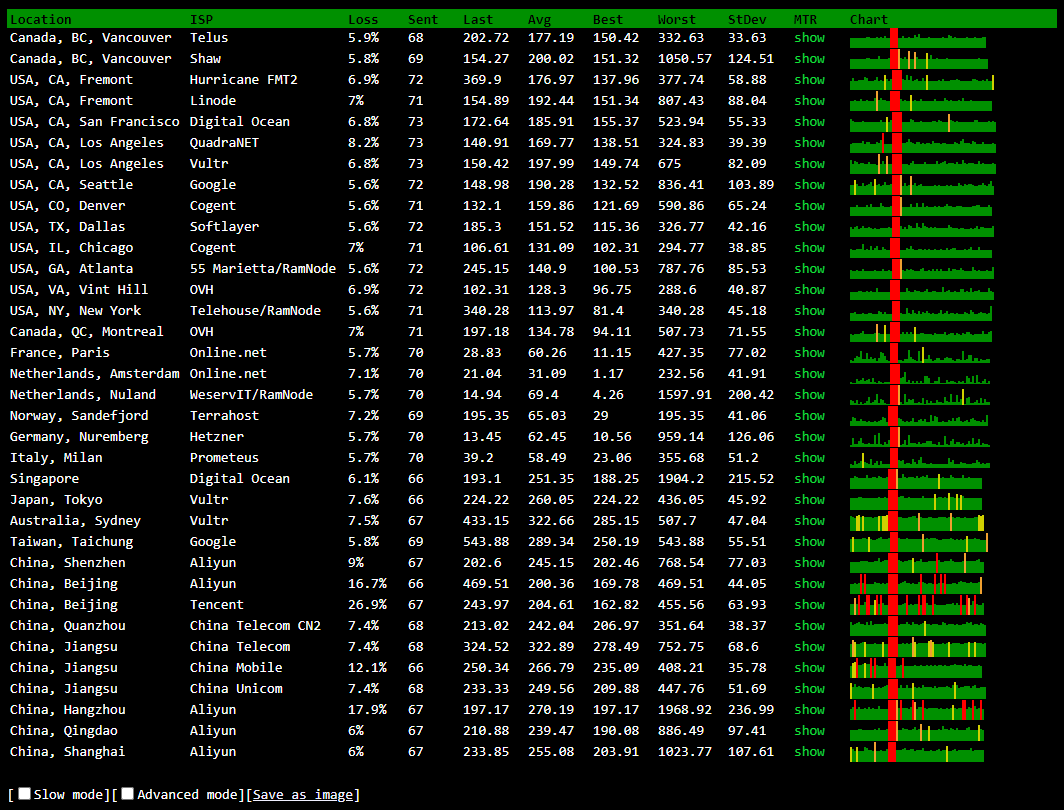 Location ISP Loss Sent Last Avg Best Worst StDev MTR Chart
Canada, BC, Vancouver Telus 5.9% 68 202.72 177.19 150.42 332.63 33.63 show
Canada, BC, Vancouver Shaw 5.8% 69 154.27 200.02 151.32 1050.57 124.51 show
USA, CA, Fremont Hurricane FMT2 6.9% 72 369.9 176.97 137.96 377.74 58.88 show
USA, CA, Fremont Linode 7% 71 154.89 192.44 151.34 807.43 88.04 show
USA, CA, San Francisco Digital Ocean 6.8% 73 172.64 185.91 155.37 523.94 55.33 show
USA, CA, Los Angeles QuadraNET 8.2% 73 140.91 169.77 138.51 324.83 39.39 show
USA, CA, Los Angeles Vultr 6.8% 73 150.42 197.99 149.74 675 82.09 show
USA, CA, Seattle Google 5.6% 72 148.98 190.28 132.52 836.41 103.89 show
USA, CO, Denver Cogent 5.6% 71 132.1 159.86 121.69 590.86 65.24 show
USA, TX, Dallas Softlayer 5.6% 72 185.3 151.52 115.36 326.77 42.16 show
USA, IL, Chicago Cogent 7% 71 106.61 131.09 102.31 294.77 38.85 show
USA, GA, Atlanta 55 Marietta/RamNode 5.6% 72 245.15 140.9 100.53 787.76 85.53 show
USA, VA, Vint Hill OVH 6.9% 72 102.31 128.3 96.75 288.6 40.87 show
USA, NY, New York Telehouse/RamNode 5.6% 71 340.28 113.97 81.4 340.28 45.18 show
Canada, QC, Montreal OVH 7% 71 197.18 134.78 94.11 507.73 71.55 show
France, Paris Online.net 5.7% 70 28.83 60.26 11.15 427.35 77.02 show
Netherlands, Amsterdam Online.net 7.1% 70 21.04 31.09 1.17 232.56 41.91 show
Netherlands, Nuland WeservIT/RamNode 5.7% 70 14.94 69.4 4.26 1597.91 200.42 show
Norway, Sandefjord Terrahost 7.2% 69 195.35 65.03 29 195.35 41.06 show
Germany, Nuremberg Hetzner 5.7% 70 13.45 62.45 10.56 959.14 126.06 show
Italy, Milan Prometeus 5.7% 70 39.2 58.49 23.06 355.68 51.2 show
Singapore Digital Ocean 6.1% 66 193.1 251.35 188.25 1904.2 215.52 show
Japan, Tokyo Vultr 7.6% 66 224.22 260.05 224.22 436.05 45.92 show
Australia, Sydney Vultr 7.5% 67 433.15 322.66 285.15 507.7 47.04 show
Taiwan, Taichung Google 5.8% 69 543.88 289.34 250.19 543.88 55.51 show
China, Shenzhen Aliyun 9% 67 202.6 245.15 202.46 768.54 77.03 show
China, Beijing Aliyun 16.7% 66 469.51 200.36 169.78 469.51 44.05 show
China, Beijing Tencent 26.9% 67 243.97 204.61 162.82 455.56 63.93 show
China, Quanzhou China Telecom CN2 7.4% 68 213.02 242.04 206.97 351.64 38.37 show
China, Jiangsu China Telecom 7.4% 68 324.52 322.89 278.49 752.75 68.6 show
China, Jiangsu China Mobile 12.1% 66 250.34 266.79 235.09 408.21 35.78 show
China, Jiangsu China Unicom 7.4% 68 233.33 249.56 209.88 447.76 51.69 show
China, Hangzhou Aliyun 17.9% 67 197.17 270.19 197.17 1968.92 236.99 show
China, Qingdao Aliyun 6% 67 210.88 239.47 190.08 886.49 97.41 show
China, Shanghai Aliyun 6% 67 233.85 255.08 203.91 1023.77 107.61 show
[ Slow mode][ Advanced mode][Save as image]